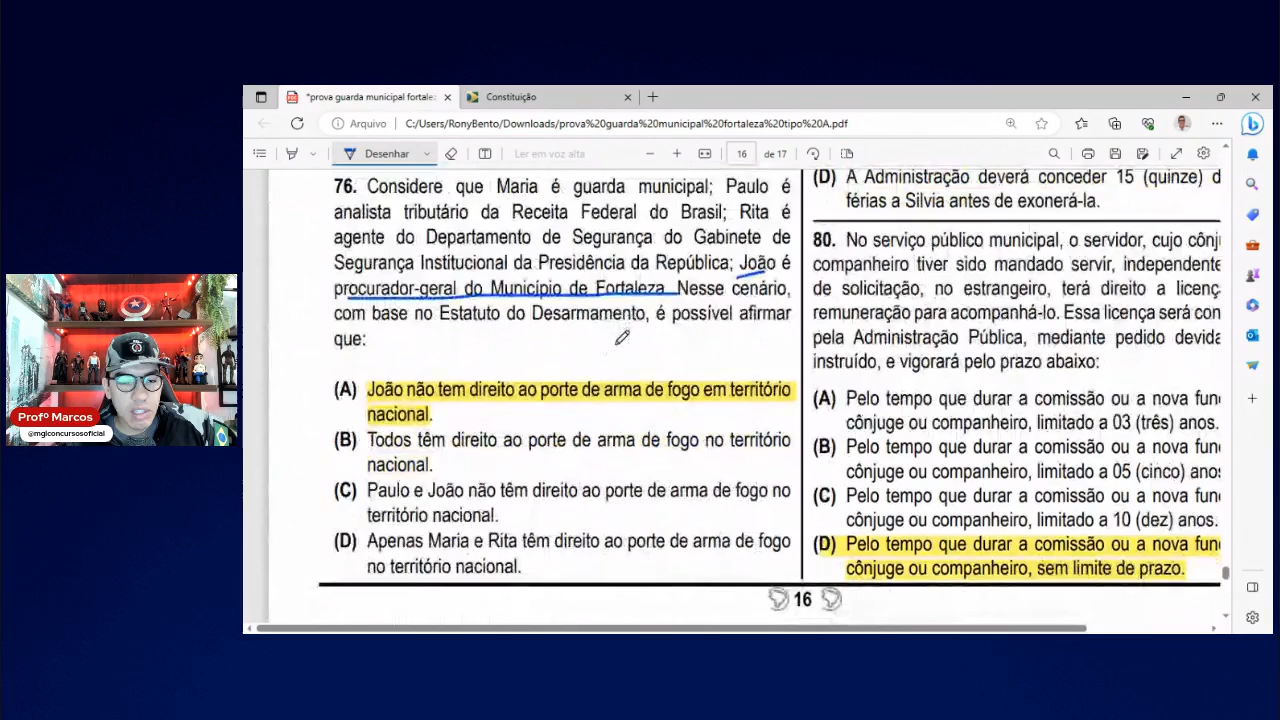 *prova guarda municipal fortale
Constituição
Arquivo
C:/Users/RonyBento/Downloads/prova%20guarda%20municipal%20fortaleza%20tipo%20A.pdf
Desenhar
Ler em voz alta
16
de 17
76. Considere que Maria é guarda municipal; Paulo é
analista tributário da Receita Federal do Brasil; Rita é
agente do Departamento de Segurança do Gabinete de
Segurança Institucional da Presidência da República; João é
procurador-geral do Município de Fortaleza. Nesse cenário,
com base no Estatuto do Desarmamento, é possível afirmar
que:
(A) João não tem direito ao porte de arma de fogo em território
nacional.
(B) Todos têm direito ao porte de arma de fogo no território
nacional.
(C) Paulo e João não têm direito ao porte de arma de fogo no
território nacional.
(D) Apenas Maria e Rita têm direito ao porte de arma de fogo
no território nacional.
(D) A Administração deverá conceder 15 (quinze) d
férias a Silvia antes de exonerá-la.
80. No serviço público municipal, o servidor, cujo cônj
companheiro tiver sido mandado servir, independente
de solicitação, no estrangeiro, terá direito a licenç
remuneração para acompanhá-lo. Essa licença será con
pela Administração Pública, mediante pedido devida
instruído, e vigorará pelo prazo abaixo:
(A) Pelo tempo que durar a comissão ou a nova fun
cônjuge ou companheiro, limitado a 03 (três) anos.
(B) Pelo tempo que durar a comissão ou a nova fun
cônjuge ou companheiro, limitado a 05 (cinco) anos
(C) Pelo tempo que durar a comissão ou a nova fun
cônjuge ou companheiro, limitado a 10 (dez) anos.
(D) Pelo tempo que durar a comissão ou a nova fun
cônjuge ou companheiro, sem limite de prazo.
16
Profº Marcos
@mglconcursosoficial